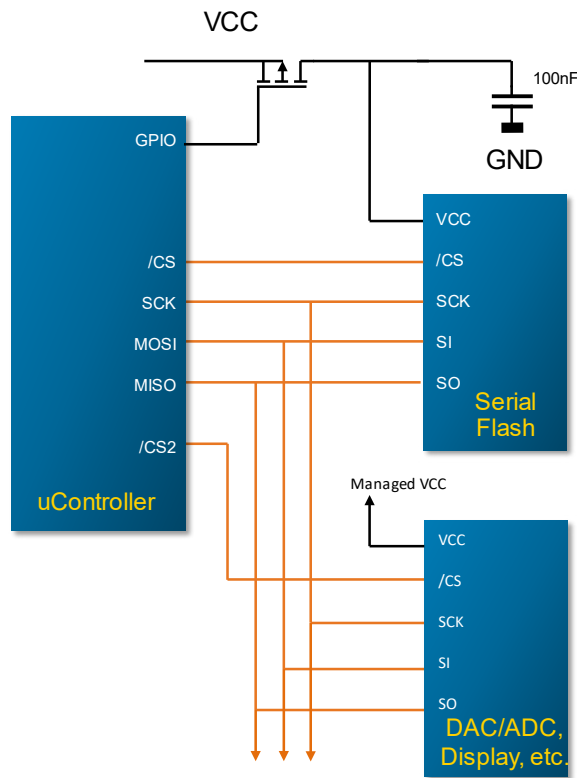 VCC
100nF
GND
GPIO
/CS
SCK
MOSI
MISO
/CS2
uController
VCC
/CS
SCK
SI
SO
Serial
Flash
Managed VCC
VCC
/CS
SCK
SI
SO
DAC/ADC,
Display, etc.